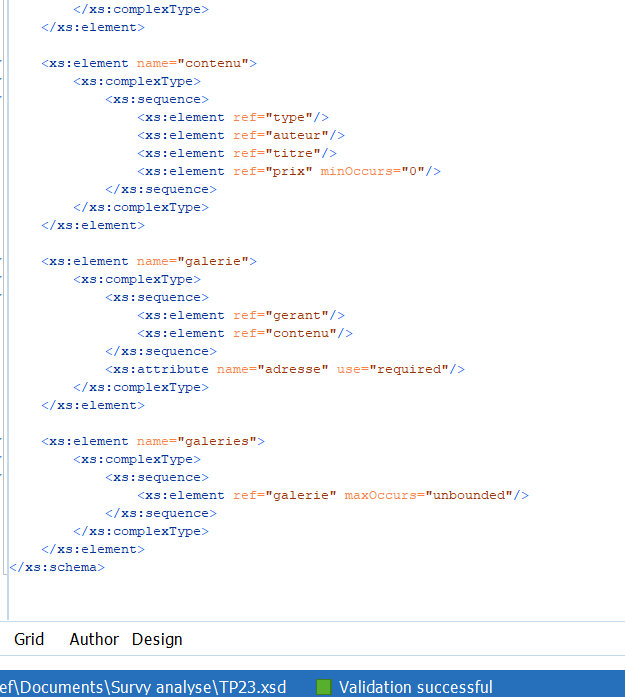 </xs:complexType>
</xs:element>
<xs:element name="contenu">
<xs:complexType>
<xs:sequence>
<xs:element ref="type"/>
<xs:element ref="auteur"/>
<xs:element ref="titre"/>
<xs:element ref="prix" minOccurs="0"/>
</xs:sequence>
</xs:complexType>
</xs:element>
<xs:element name="galerie">
<xs:complexType>
<xs:sequence>
<xs:element ref="gerant"/>
<xs:element ref="contenu"/>
</xs:sequence>
<xs:attribute name="adresse" use="required"/>
</xs:complexType>
</xs:element>
<xs:element name="galeries">
<xs:complexType>
<xs:sequence>
<xs:element ref="galerie" maxOccurs="unbounded"/>
</xs:sequence>
</xs:complexType>
</xs:element>
</xs:schema>
Grid Author Design
ef\Documents\Survy analyse\TP23.xsd Validation successful